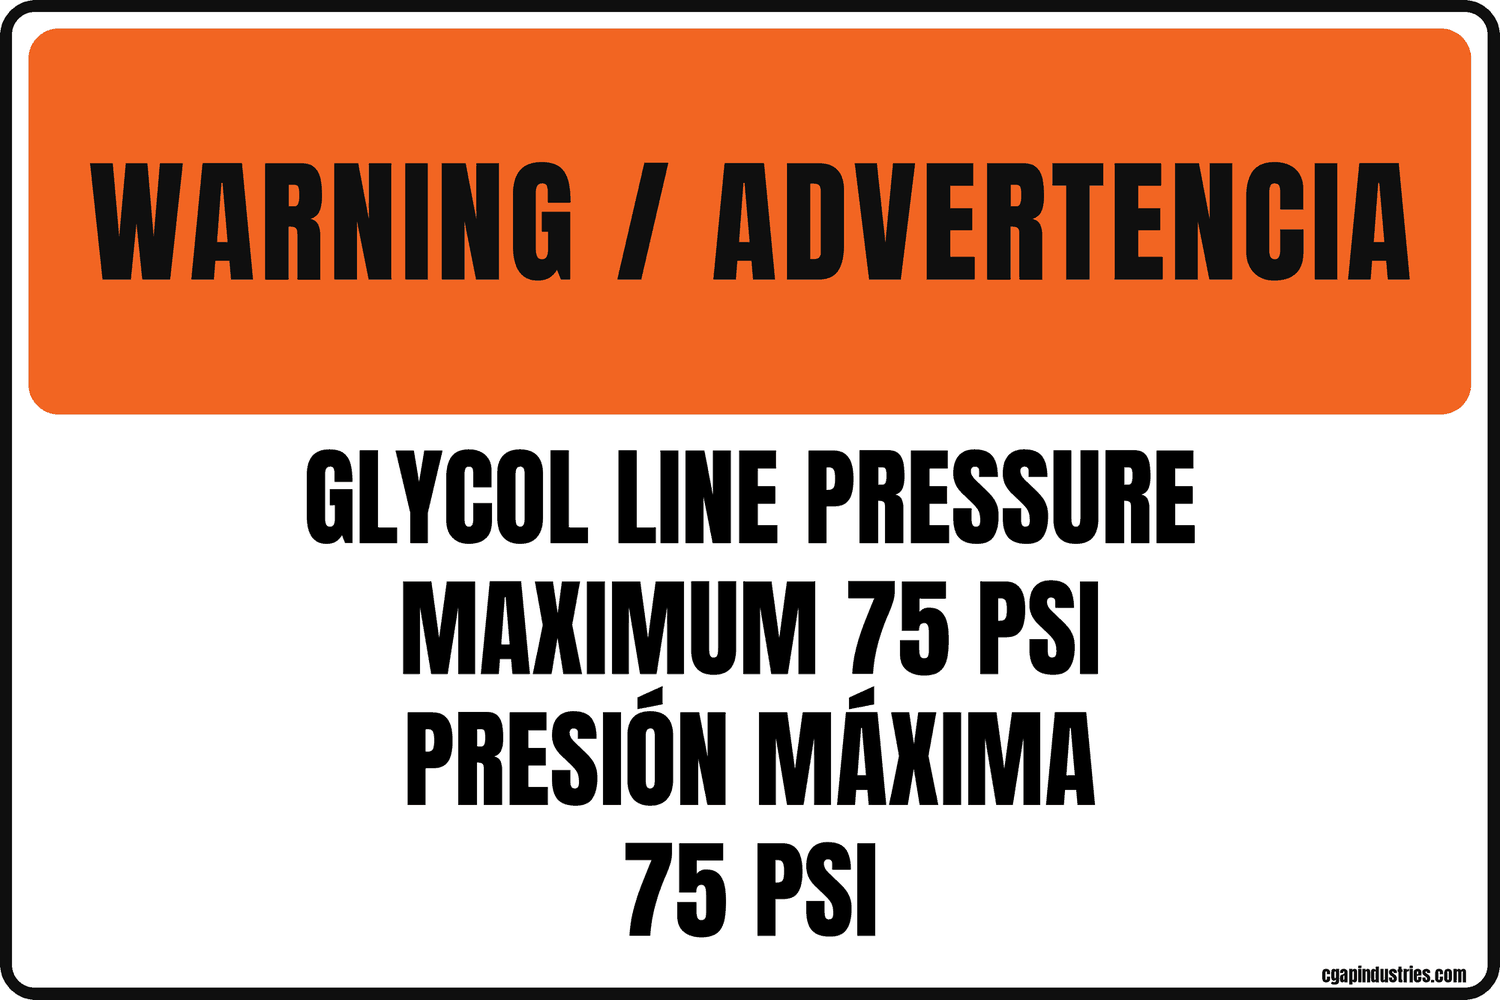 WARNING / ADVERTENCIA
GLYCOL LINE PRESSURE
MAXIMUM 75 PSI
PRESIÓN MÁXIMA
75 PSI
cgapindustries.com